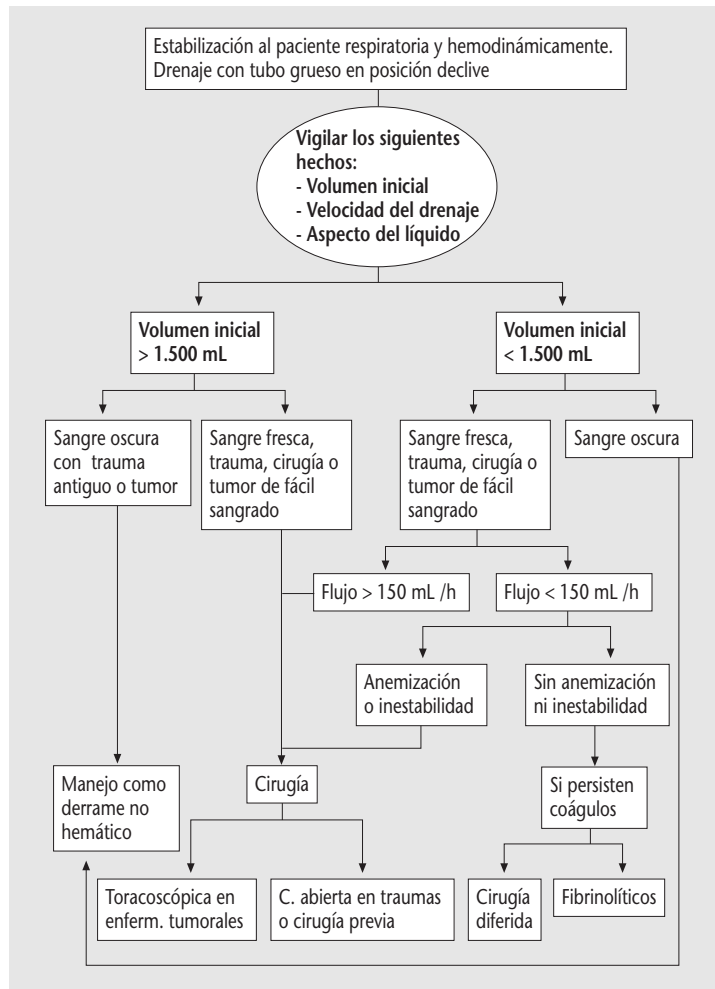 Estabilización al paciente respiratoria y hemodinámicamente.
Drenaje con tubo grueso en posición declive
Vigilar los siguientes
hechos:
- Volumen inicial
- Velocidad del drenaje
- Aspecto del líquido
Volumen inicial
> 1.500 mL
Volumen inicial
< 1.500 mL
Sangre oscura
con trauma
antiguo o tumor
Sangre fresca,
trauma, cirugía o
tumor de fácil
sangrado
Sangre fresca,
trauma, cirugía o
tumor de fácil
sangrado
Sangre oscura
Flujo > 150 mL /h
Flujo < 150 mL /h
Anemización
o inestabilidad
Sin anemización
ni inestabilidad
Manejo como
derrame no
hemático
Cirugía
Si persisten
coágulos
Toracoscópica en
enferm. tumorales
C. abierta en traumas
o cirugía previa
Cirugía
diferida
Fibrinolíticos